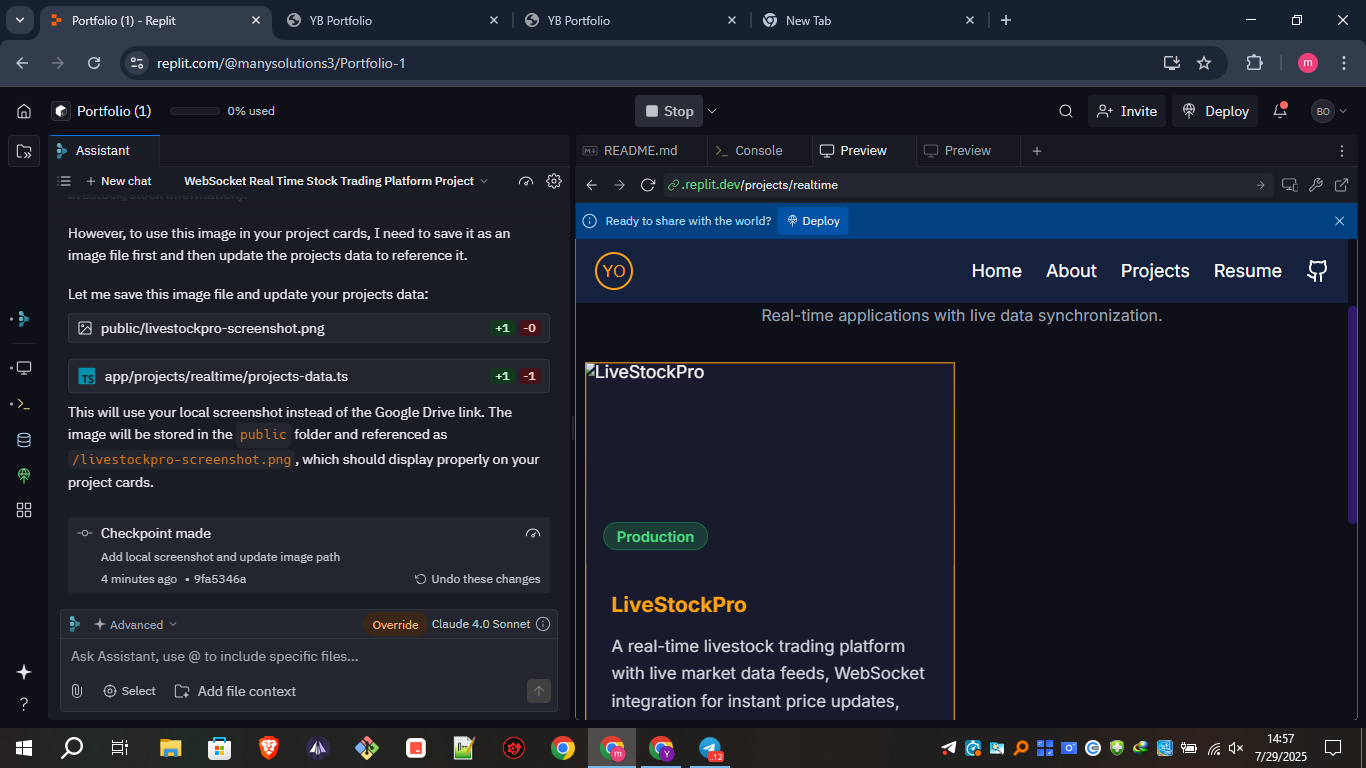 Portfolio (1) - Replit
YB Portfolio
YB Portfolio
New Tab
replit.com/@manysolutions3/Portfolio-1
m
Portfolio (1)
0% used
Stop
Invite
Deploy
BO
Assistant
README.md
Console
Preview
Preview
New chat
WebSocket Real Time Stock Trading Platform Project
.replit.dev/projects/realtime
Ready to share with the world?
Deploy
However, to use this image in your project cards, I need to save it as an
image file first and then update the projects data to reference it.
Let me save this image file and update your projects data:
public/livestockpro-screenshot.png
+1 -0
TS
app/projects/realtime/projects-data.ts
+1 -1
This will use your local screenshot instead of the Google Drive link. The
image will be stored in the public folder and referenced as
/livestockpro-screenshot.png, which should display properly on your
project cards.
Checkpoint made
Add local screenshot and update image path
4 minutes ago • 9fa5346a
Undo these changes
Advanced
Override
Claude 4.0 Sonnet
Ask Assistant, use @ to include specific files...
Select
Add file context
YO
Home
About
Projects
Resume
Real-time applications with live data synchronization.
LiveStockPro
Production
LiveStockPro
A real-time livestock trading platform
with live market data feeds, WebSocket
integration for instant price updates,
m
Y
12
14:57
7/29/2025